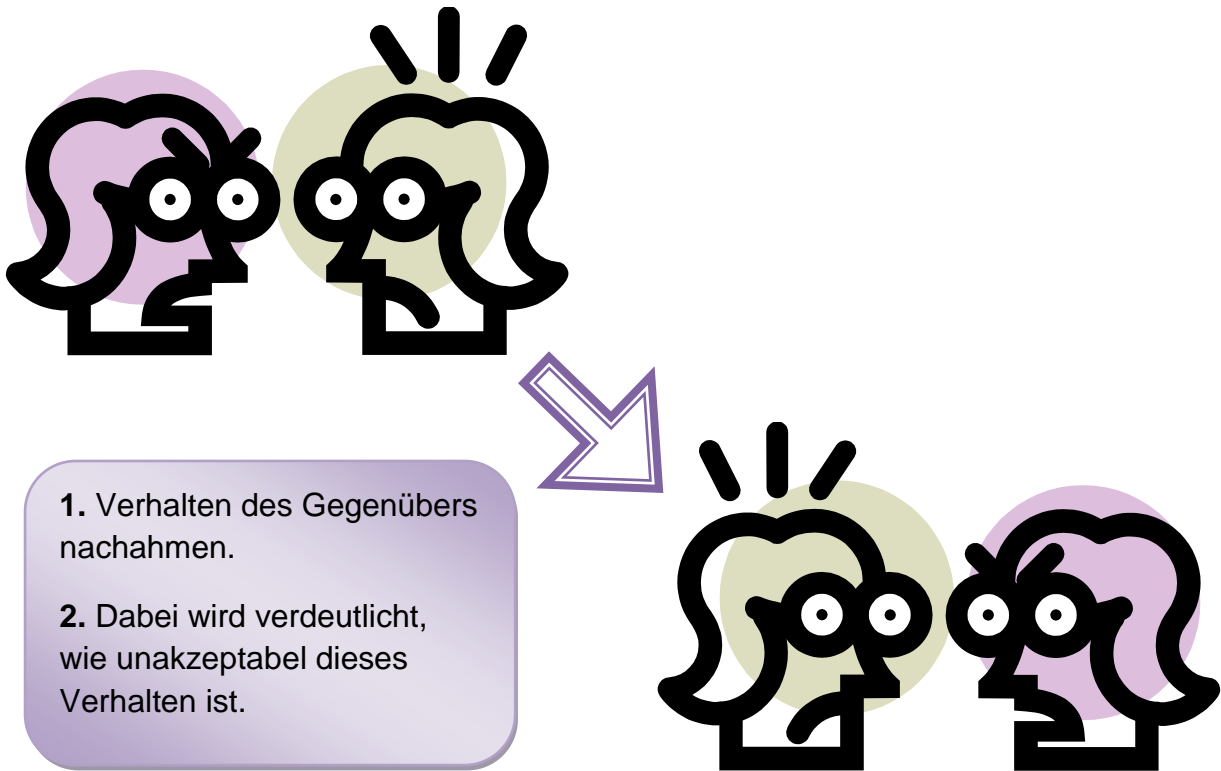 1. Verhalten des Gegenübers
nachahmen.
2. Dabei wird verdeutlicht,
wie unakzeptabel dieses
Verhalten ist.